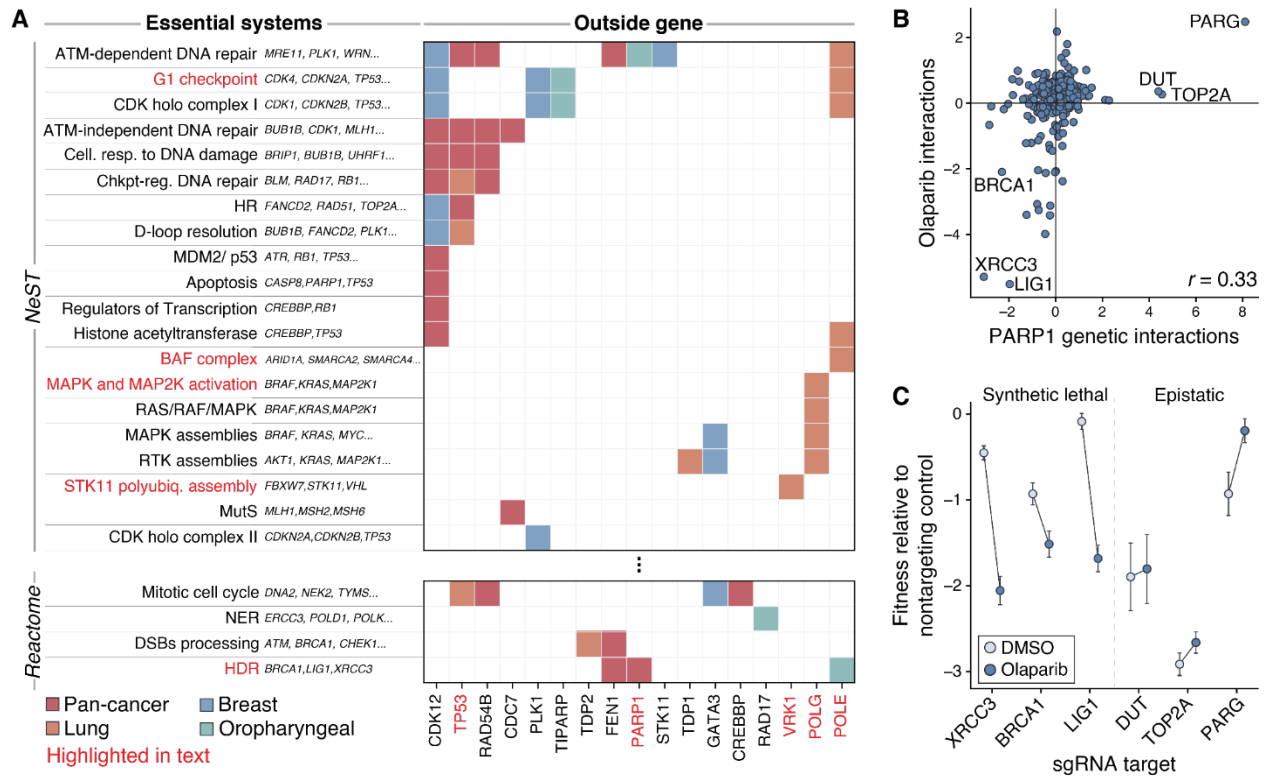 A
Essential systems
Outside gene
NeST
ATM-dependent DNA repair MRE11, PLK1, WRN...
G1 checkpoint CDK4, CDKN2A, TP53...
CDK holo complex I CDK1, CDKN2B, TP53...
ATM-independent DNA repair BUB1B, CDK1, MLH1...
Cell. resp. to DNA damage BRIP1, BUB1B, UHRF1...
Chkpt-reg. DNA repair BLM, RAD17, RB1...
HR FANCD2, RAD51, TOP2A...
D-loop resolution BUB1B, FANCD2, PLK1...
MDM2/ p53 ATR, RB1, TP53...
Apoptosis CASP8,PARP1,TP53
Regulators of Transcription CREBBP,RB1
Histone acetyltransferase CREBBP,TP53
BAF complex ARID1A, SMARCA2, SMARCA4...
MAPK and MAP2K activation BRAF,KRAS,MAP2K1
RAS/RAF/MAPK BRAF,KRAS,MAP2K1
MAPK assemblies BRAF, KRAS, MYC...
RTK assemblies AKT1, KRAS, MAP2K1...
STK11 polyubiq. assembly FBXW7,STK11,VHL
MutS MLH1,MSH2,MSH6
CDK holo complex II CDKN2A,CDKN2B,TP53
Reactome
Mitotic cell cycle DNA2, NEK2, TYMS...
NER ERCC3, POLD1, POLK...
DSBs processing ATM, BRCA1, CHEK1...
HDR BRCA1,LIG1,XRCC3
Pan-cancer
Breast
Lung
Oropharyngeal
Highlighted in text
CDK12
TP53
RAD54B
CDC7
PLK1
TIPARP
TDP2
FEN1
PARP1
STK11
TDP1
GATA3
CREBBP
RAD17
VRK1
POLG
POLE
B
Olaparib interactions
2
0
−2
−4
PARG
DUT
TOP2A
BRCA1
XRCC3
LIG1
r = 0.33
−2 0 2 4 6 8
PARP1 genetic interactions
C
Synthetic lethal
Epistatic
Fitness relative to
nontargeting control
0
−1
−2
−3
DMSO
Olaparib
XRCC3
BRCA1
LIG1
DUT
TOP2A
PARG
sgRNA target